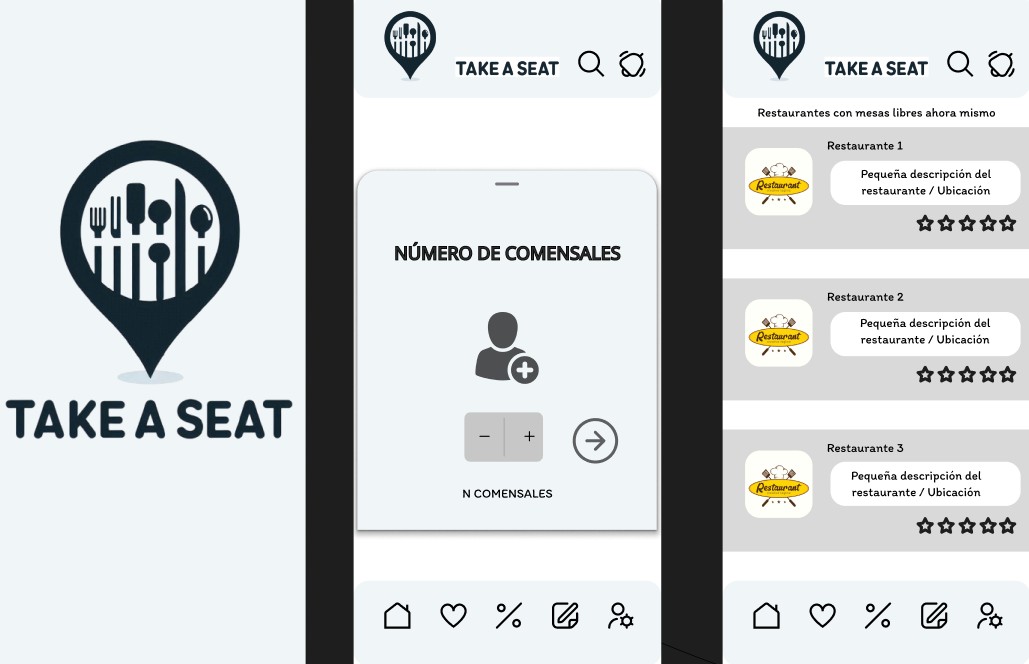 TAKE A SEAT
TAKE A SEAT
NÚMERO DE COMENSALES
− +
N COMENSALES
TAKE A SEAT
Restaurantes con mesas libres ahora mismo
Restaurante 1
Restaurant
Pequeña descripción del
restaurante / Ubicación
Restaurante 2
Restaurant
Pequeña descripción del
restaurante / Ubicación
Restaurante 3
Restaurant
Pequeña descripción del
restaurante / Ubicación